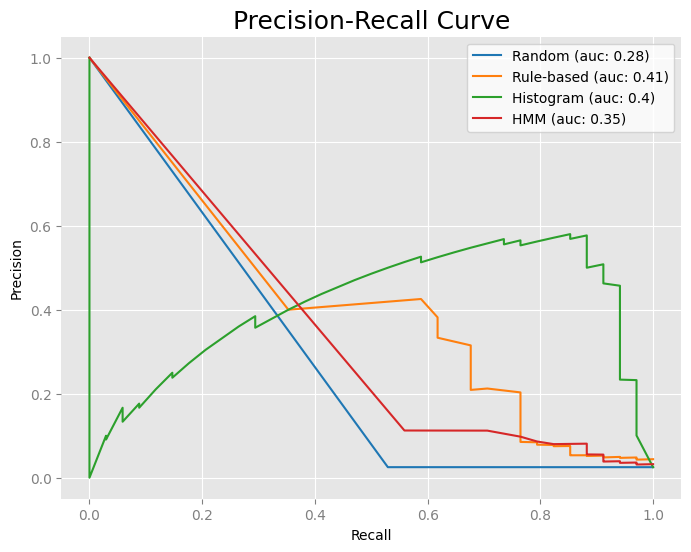 Precision-Recall Curve
Random (auc: 0.28)
Rule-based (auc: 0.41)
Histogram (auc: 0.4)
HMM (auc: 0.35)
Precision
1.0
0.8
0.6
0.4
0.2
0.0
0.0 0.2 0.4 0.6 0.8 1.0
Recall